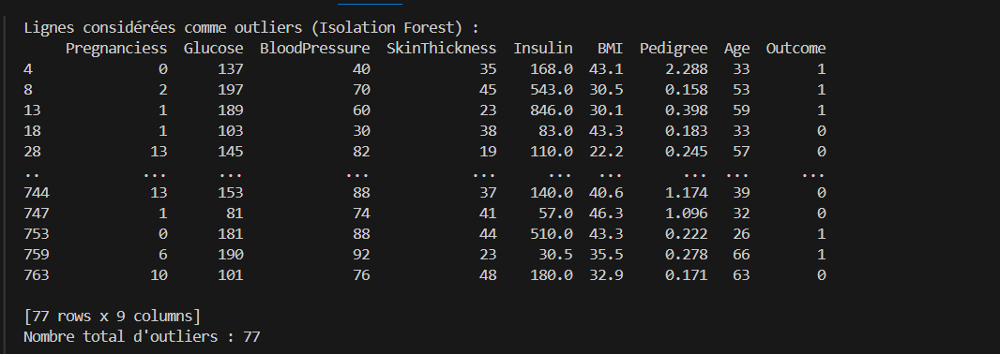 Lignes considérées comme outliers (Isolation Forest) :
Pregnanciess Glucose BloodPressure SkinThickness Insulin BMI Pedigree Age Outcome
4 0 137 40 35 168.0 43.1 2.288 33 1
8 2 197 70 45 543.0 30.5 0.158 53 1
13 1 189 60 23 846.0 30.1 0.398 59 1
18 1 103 30 38 83.0 43.3 0.183 33 0
28 13 145 82 19 110.0 22.2 0.245 57 0
.. ... ... ... ... ... ... ... ... ...
744 13 153 88 37 140.0 40.6 1.174 39 0
747 1 81 74 41 57.0 46.3 1.096 32 0
753 0 181 88 44 510.0 43.3 0.222 26 1
759 6 190 92 23 30.5 35.5 0.278 66 1
763 10 101 76 48 180.0 32.9 0.171 63 0
[77 rows x 9 columns]
Nombre total d'outliers : 77